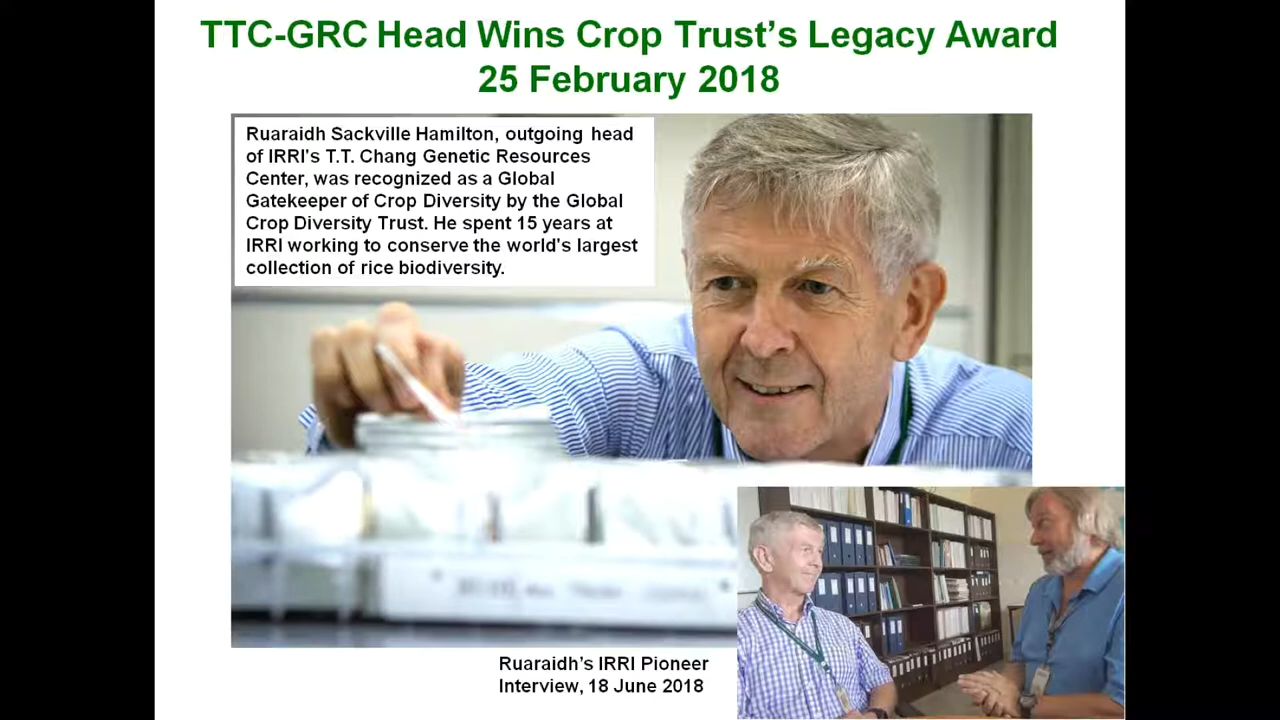 TTC-GRC Head Wins Crop Trust’s Legacy Award
25 February 2018
Ruaraidh Sackville Hamilton, outgoing head
of IRRI's T.T. Chang Genetic Resources
Center, was recognized as a Global
Gatekeeper of Crop Diversity by the Global
Crop Diversity Trust. He spent 15 years at
IRRI working to conserve the world's largest
collection of rice biodiversity.
Ruaraidh’s IRRI Pioneer
Interview, 18 June 2018